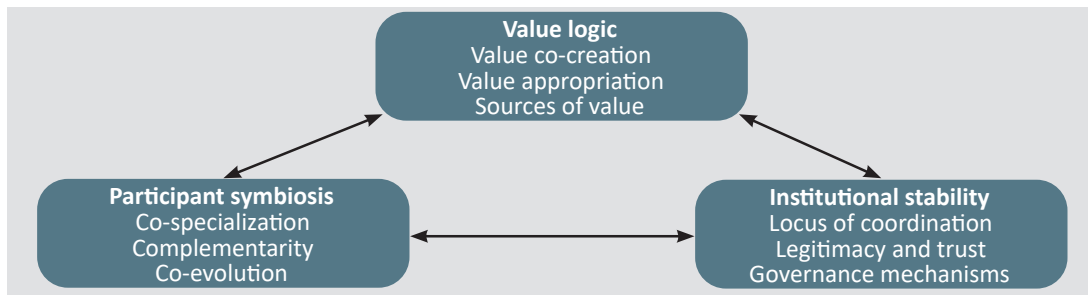 Value logic
Value co-creation
Value appropriation
Sources of value
Participant symbiosis
Co-specialization
Complementarity
Co-evolution
Institutional stability
Locus of coordination
Legitimacy and trust
Governance mechanisms